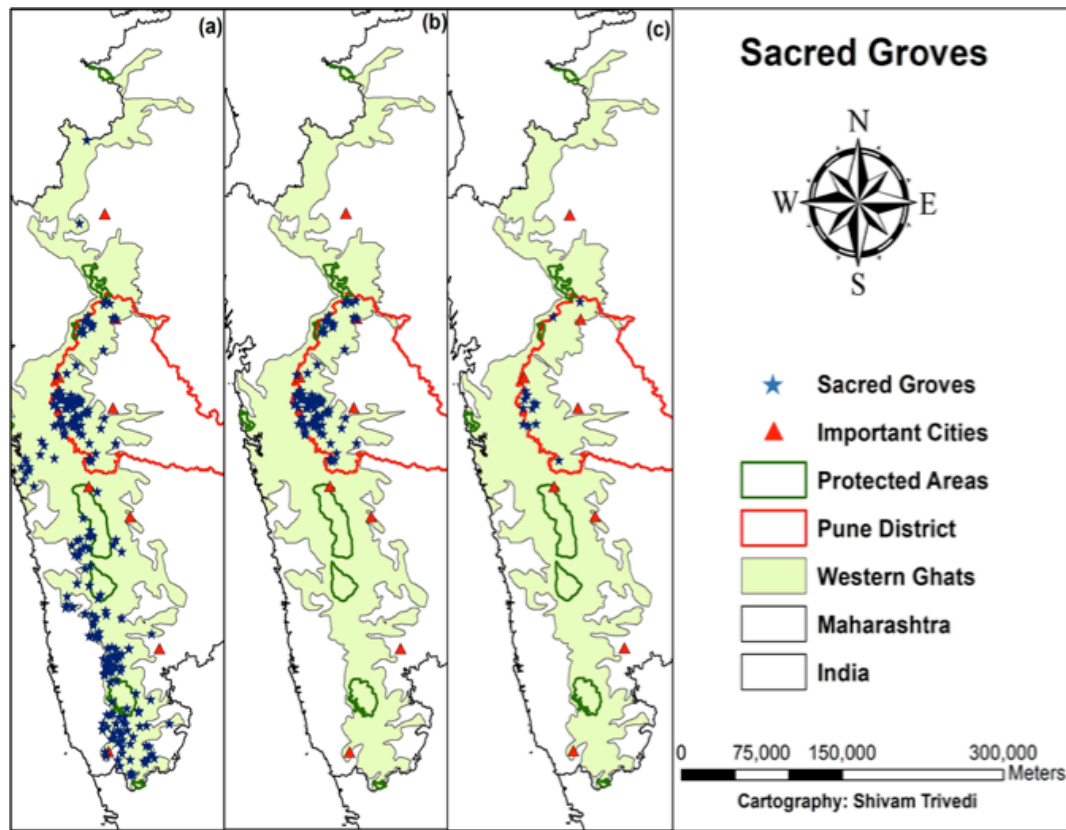 (a)
(b)
(c)
Sacred Groves
N
W E
S
Sacred Groves
Important Cities
Protected Areas
Pune District
Western Ghats
Maharashtra
India
0 75,000 150,000 300,000
Meters
Cartography: Shivam Trivedi